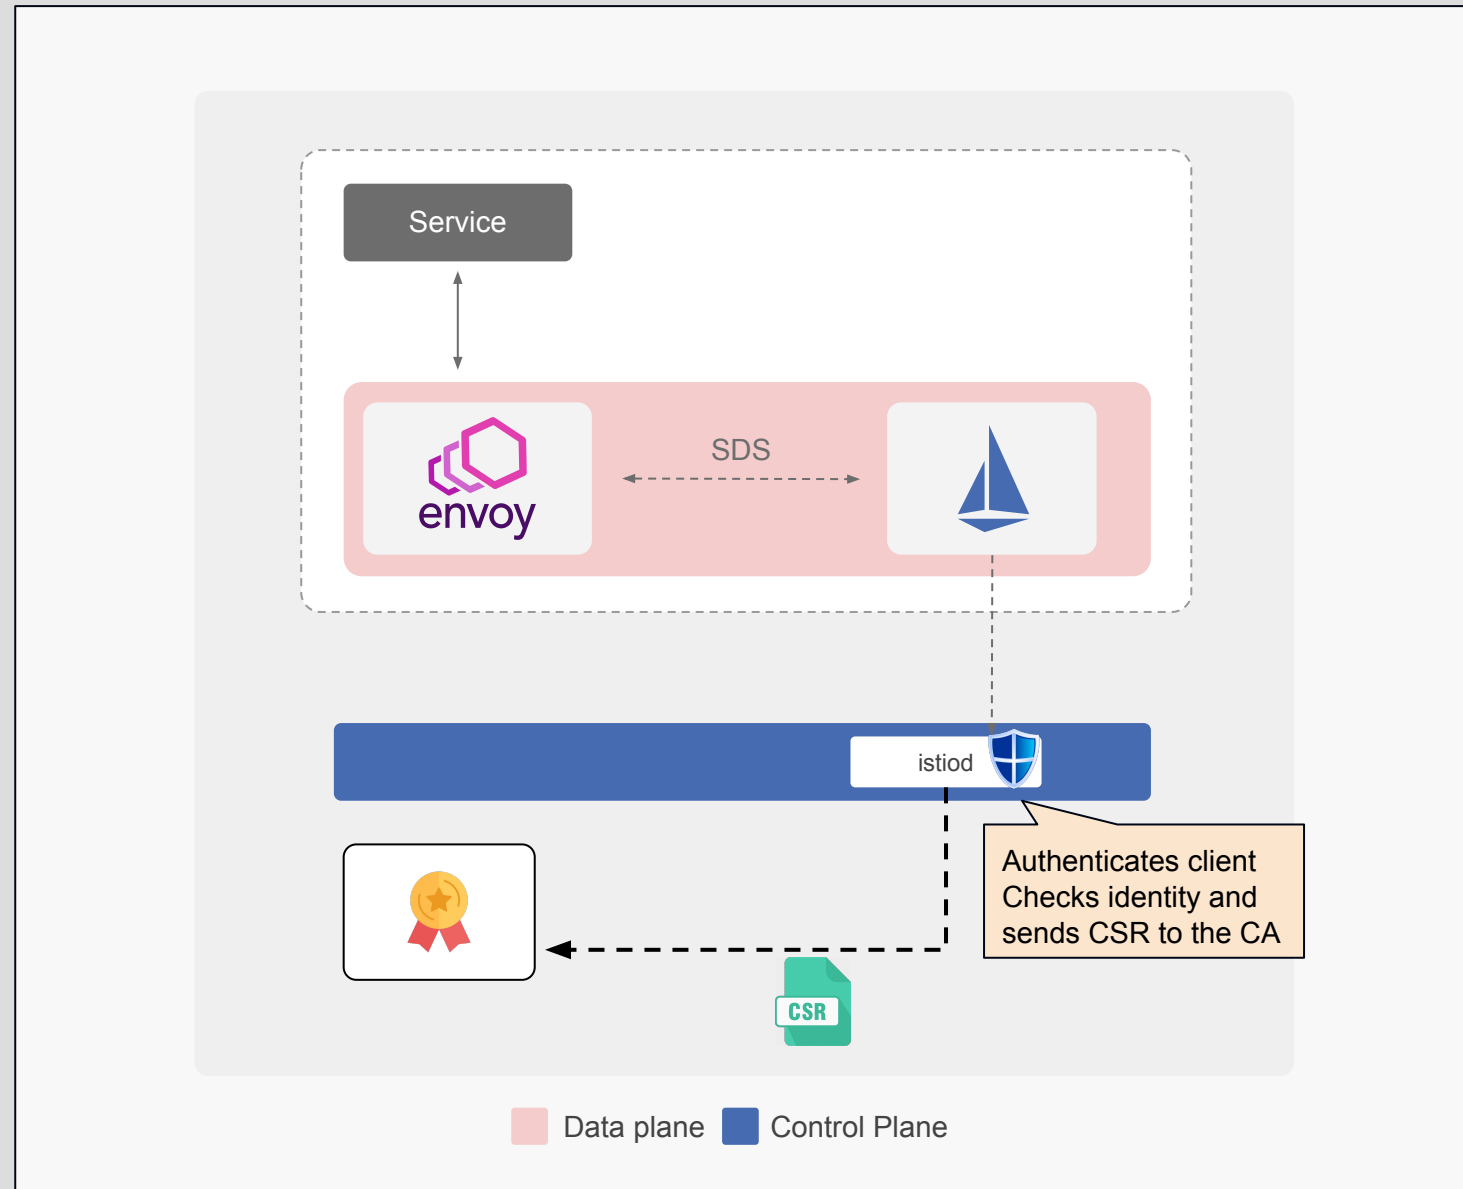 Service
SDS
envoy
istiod
Authenticates client
Checks identity and
sends CSR to the CA
CSR
Data plane
Control Plane